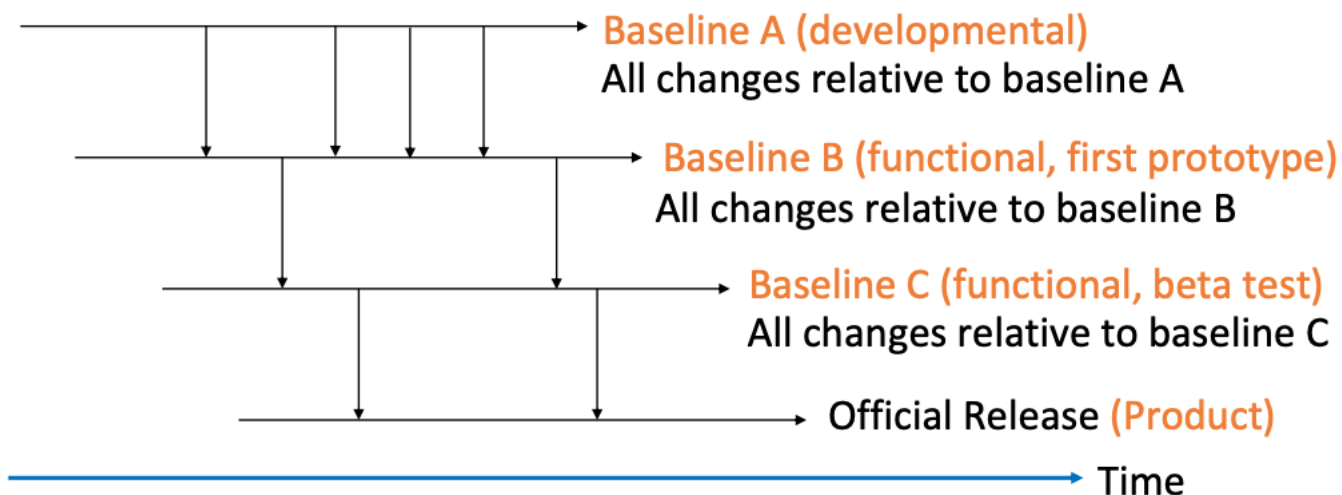 Baseline A (developmental)
All changes relative to baseline A
Baseline B (functional, first prototype)
All changes relative to baseline B
Baseline C (functional, beta test)
All changes relative to baseline C
Official Release (Product)
Time